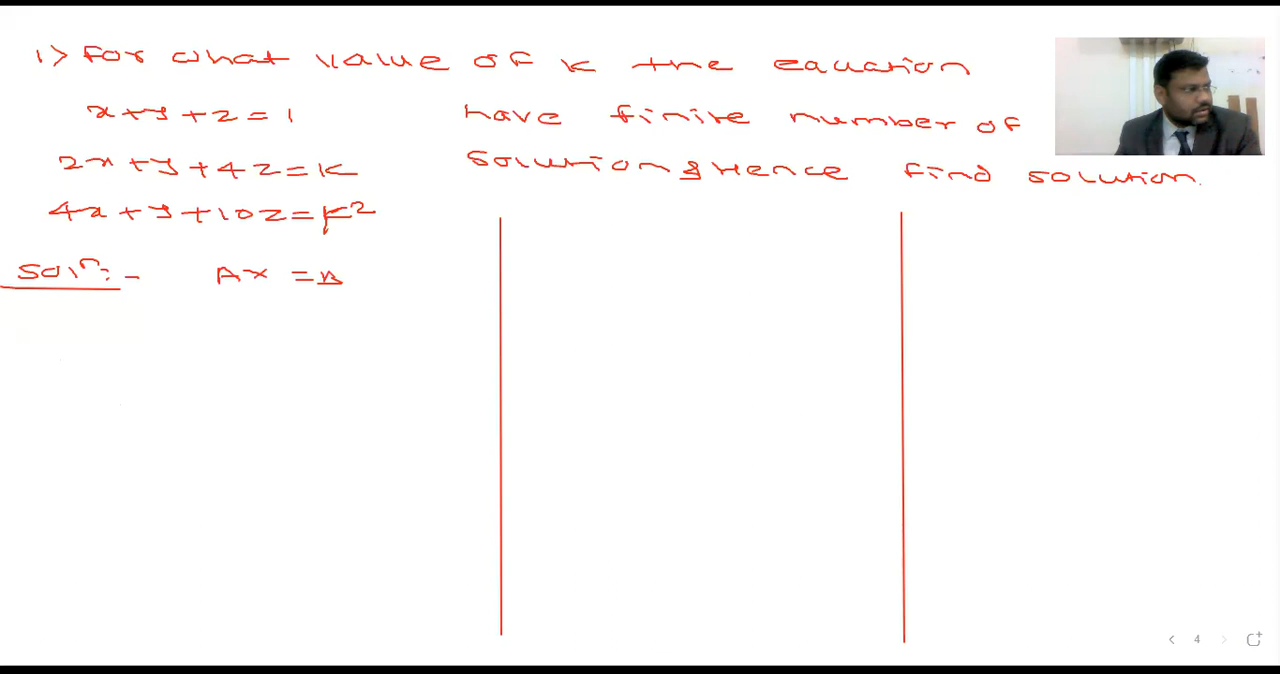 1) For what value of k the equation
x+y+z=1 have finite number of
2x+y+4z=k solution & Hence find solution.
4x+y+10z=k²
Solⁿ:- AX=B
4